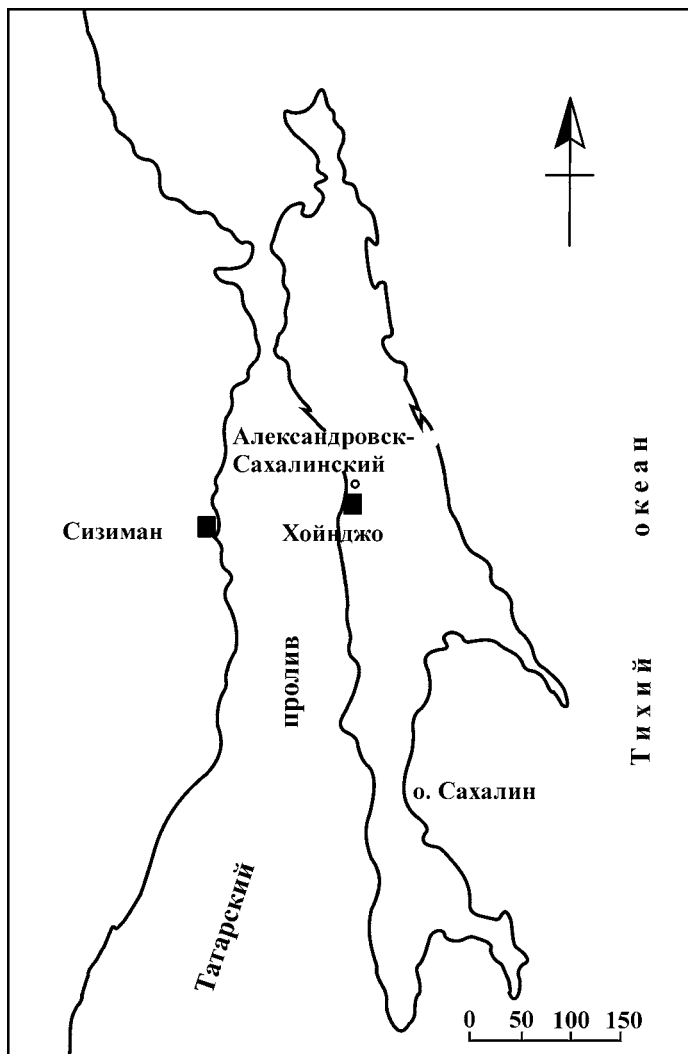 Александровск-
Сахалинский
Сизиман
Хойнджо
пролив
Татарский
о. Сахалин
Тихий
океан
0 50 100 150